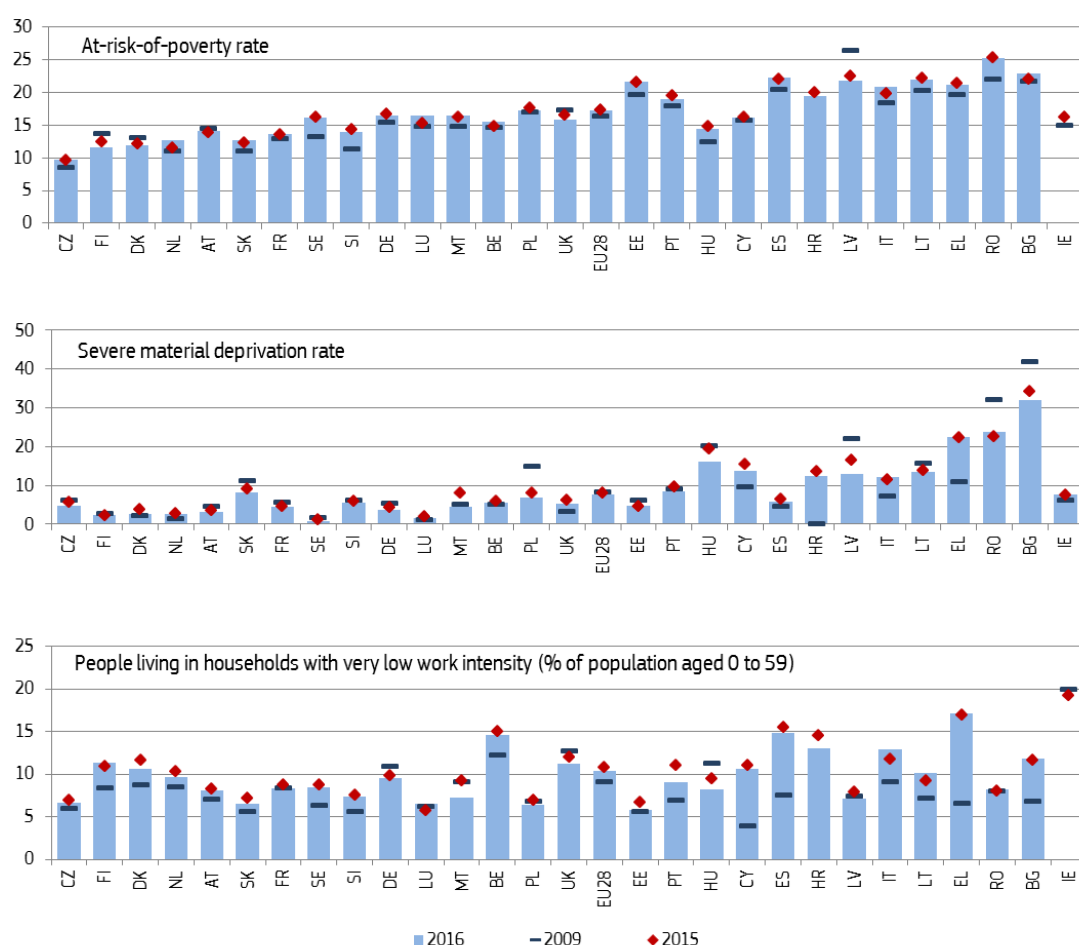 At-risk-of-poverty rate
30
25
20
15
10
5
0
CZ FI DK NL AT SK FR SE SI DE LU MT BE PL UK EU28 EE PT HU CY ES HR LV IT LT EL RO BG IE
Severe material deprivation rate
50
40
30
20
10
0
CZ FI DK NL AT SK FR SE SI DE LU MT BE PL UK EU28 EE PT HU CY ES HR LV IT LT EL RO BG IE
People living in households with very low work intensity (% of population aged 0 to 59)
25
20
15
10
5
0
CZ FI DK NL AT SK FR SE SI DE LU MT BE PL UK EU28 EE PT HU CY ES HR LV IT LT EL RO BG IE
2016 2009 2015